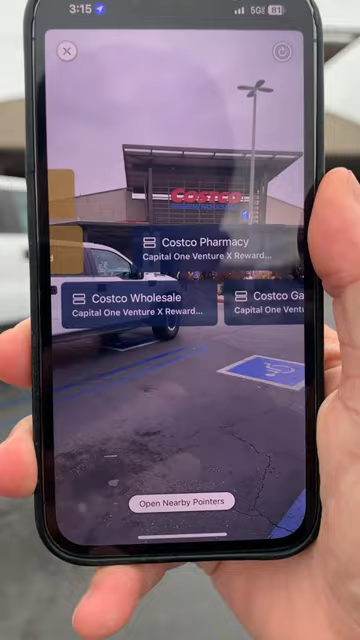 3:15
5G
81
COSTCO
Costco Pharmacy
Capital One Venture X Reward...
Costco Wholesale
Capital One Venture X Reward...
Costco Ga
Capital One Ventu
Open Nearby Pointers